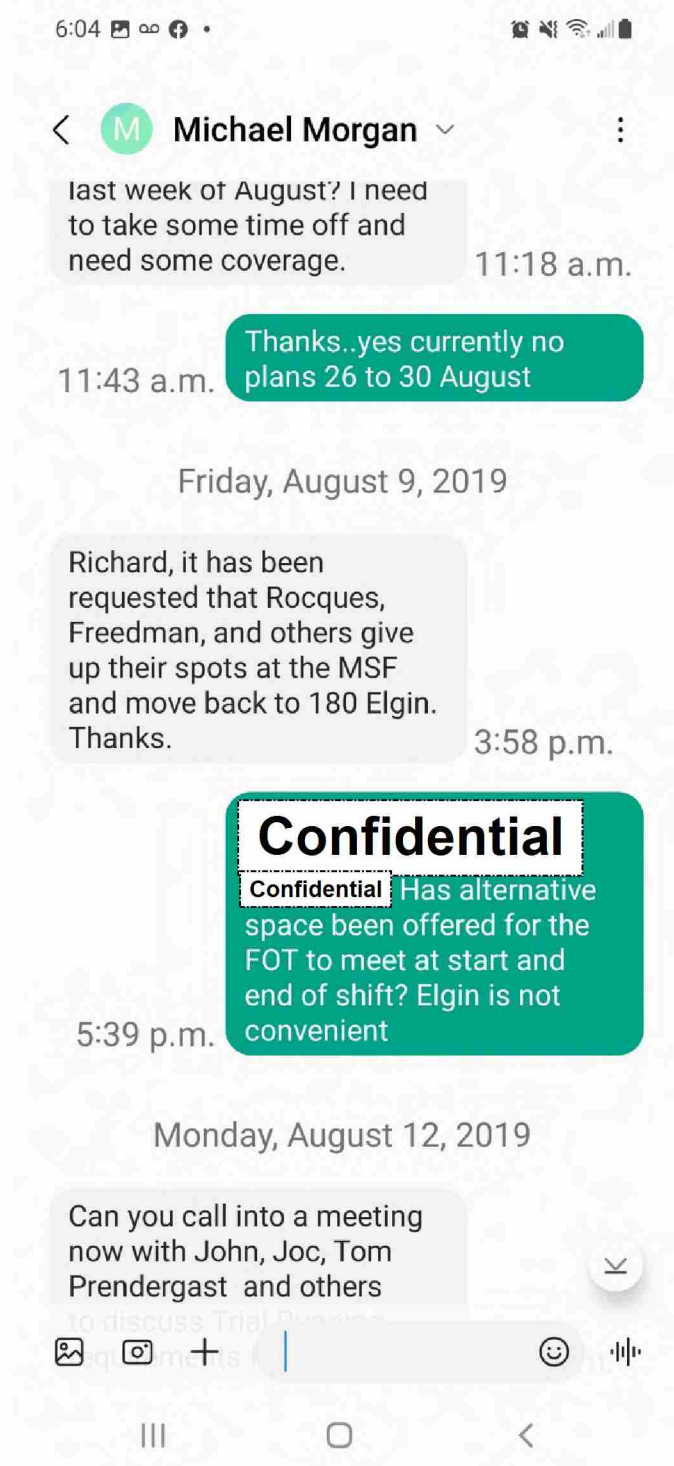 6:04
M Michael Morgan
last week of August? I need
to take some time off and
need some coverage.
11:18 a.m.
Thanks..yes currently no
plans 26 to 30 August
11:43 a.m.
Friday, August 9, 2019
Richard, it has been
requested that Rocques,
Freedman, and others give
up their spots at the MSF
and move back to 180 Elgin.
Thanks.
3:58 p.m.
Confidential
Confidential Has alternative
space been offered for the
FOT to meet at start and
end of shift? Elgin is not
convenient
5:39 p.m.
Monday, August 12, 2019
Can you call into a meeting
now with John, Joc, Tom
Prendergast and others
to discuss Trial Running